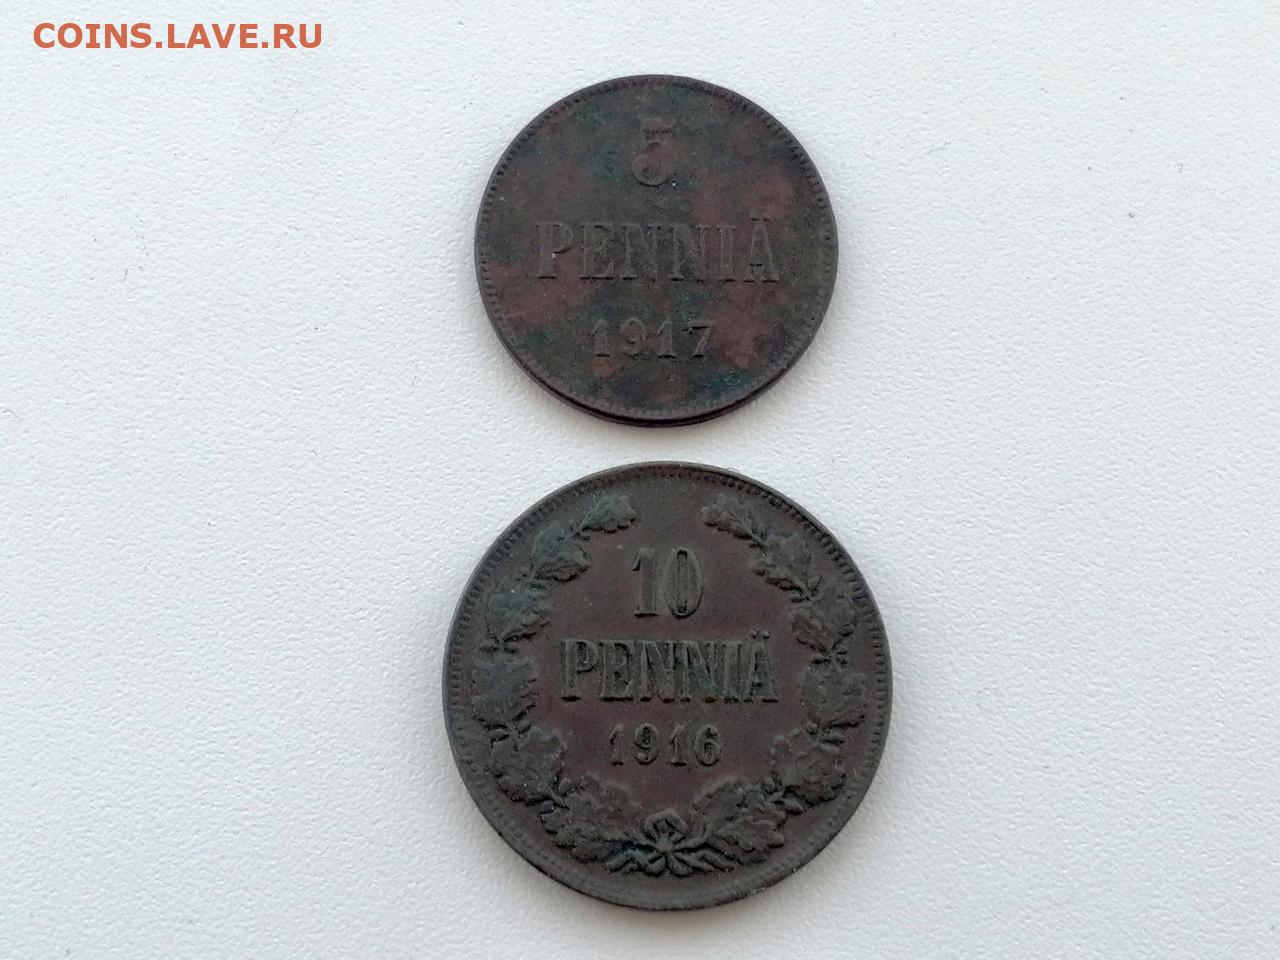 COINS.LAVE.RU
5
PENNIÄ
1917
10
PENNIÄ
1916